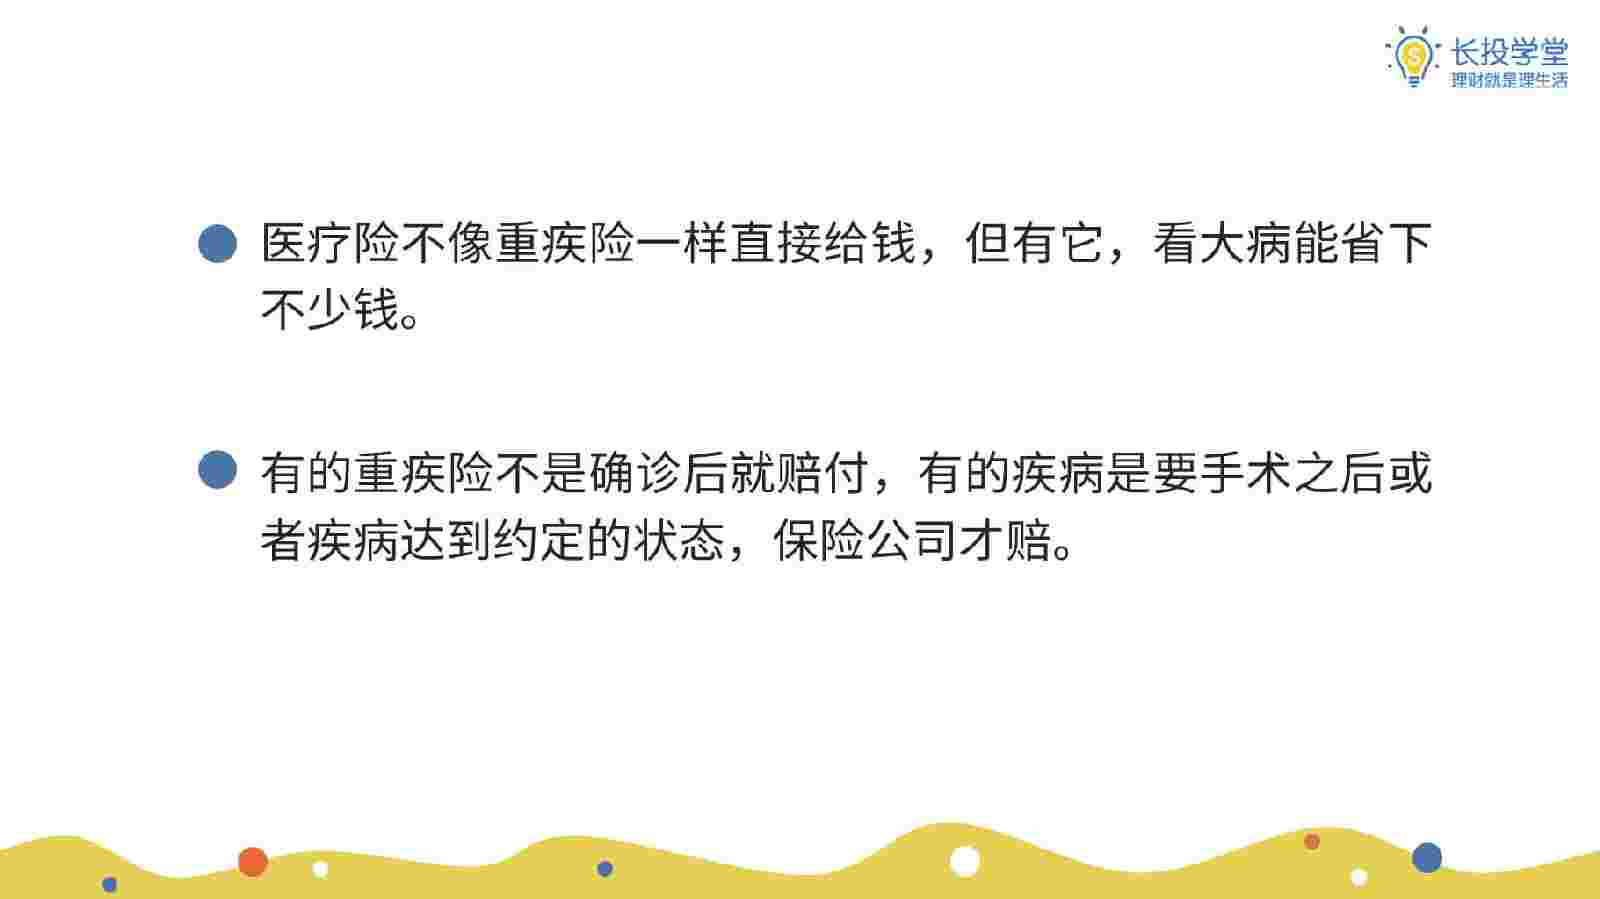 长投学堂
理财就是理生活
医疗险不像重疾险一样直接给钱，但有它，看大病能省下
不少钱。
有的重疾险不是确诊后就赔付，有的疾病是要手术之后或
者疾病达到约定的状态，保险公司才赔。